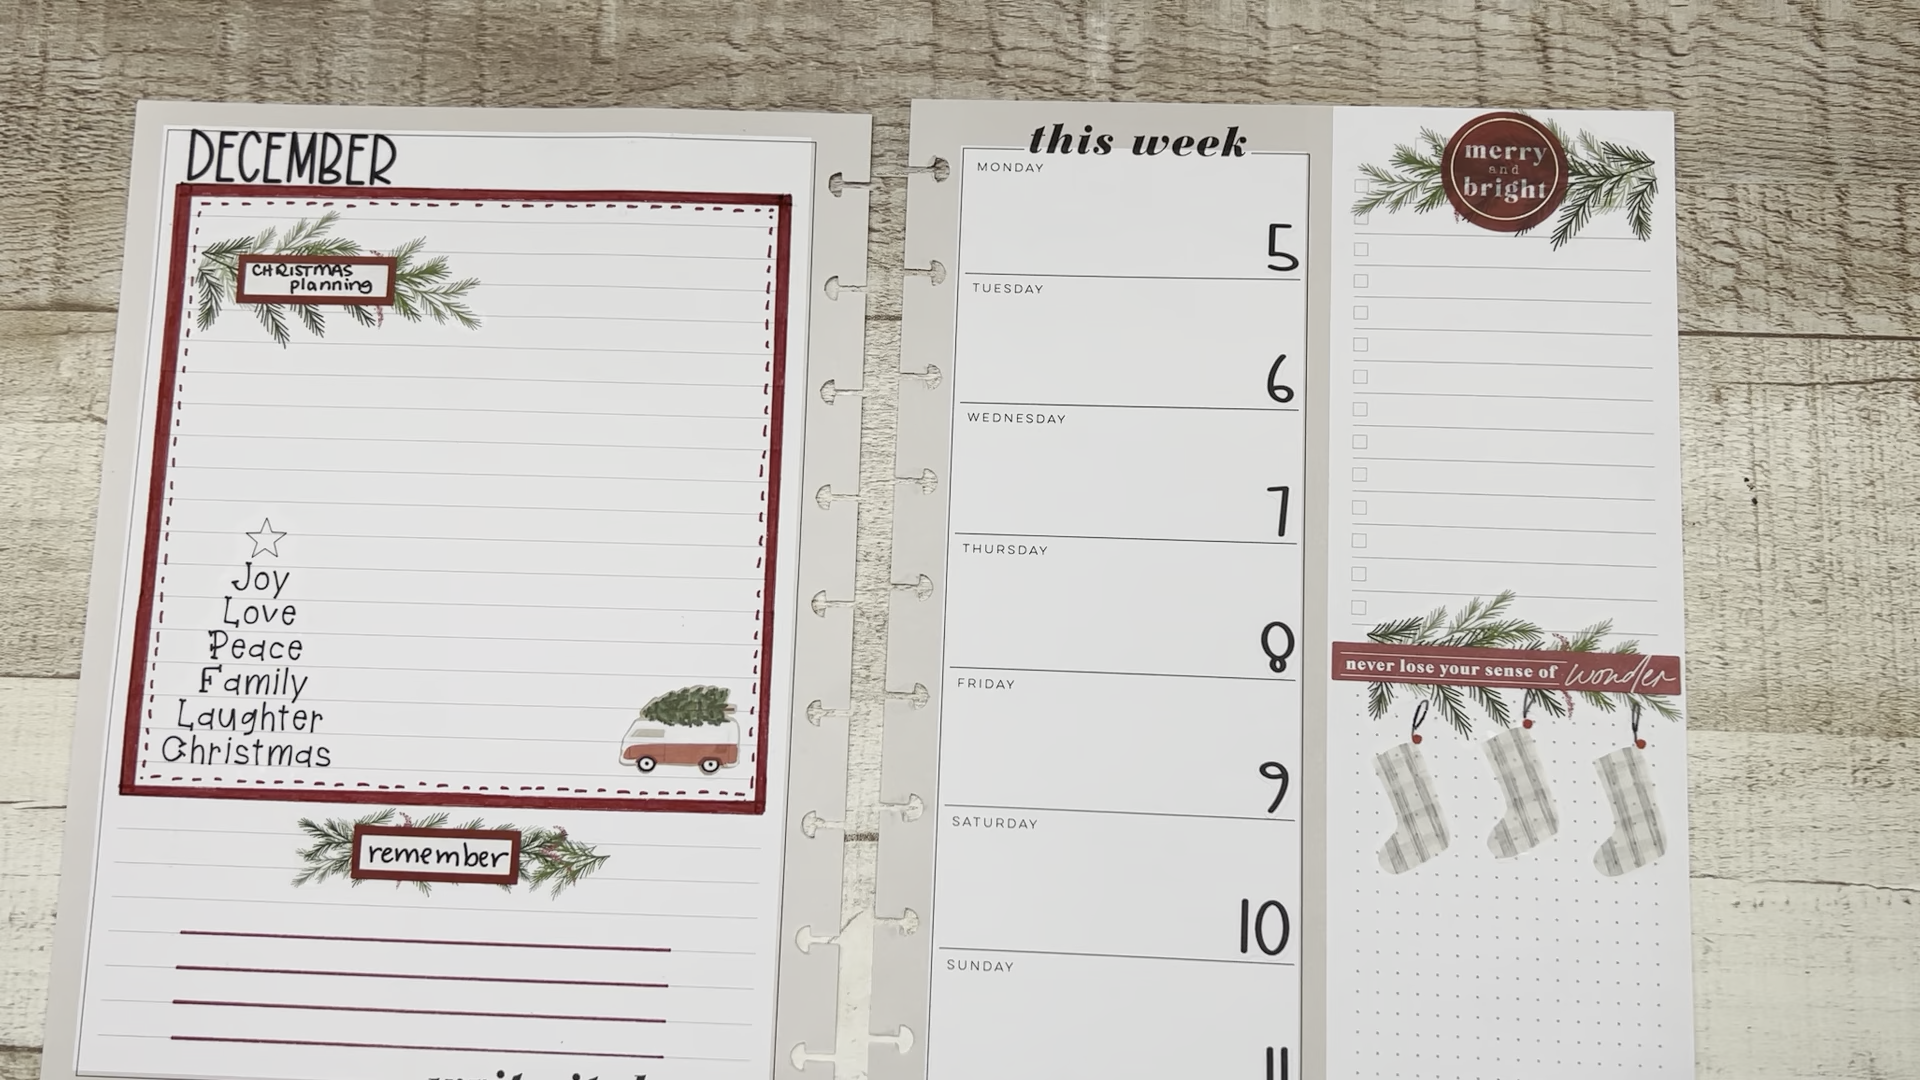 DECEMBER
CHRISTMAS
planning
Joy
Love
Peace
Family
Laughter
Christmas
remember
this week
MONDAY
5
TUESDAY
6
WEDNESDAY
7
THURSDAY
8
FRIDAY
9
SATURDAY
10
SUNDAY
11
merry
and
bright
never lose your sense of wonder